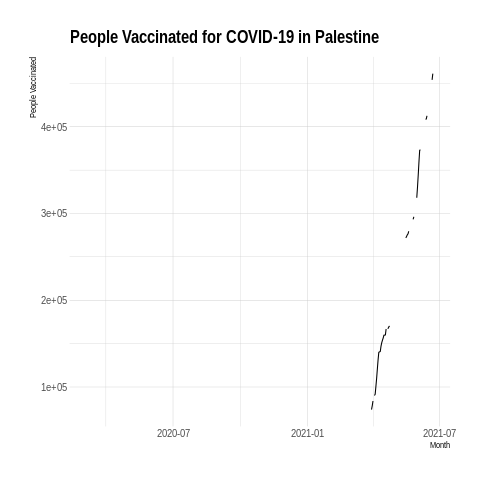 People Vaccinated for COVID-19 in Palestine
People Vaccinated
4e+05
3e+05
2e+05
1e+05
2020-07
2021-01
2021-07
Month